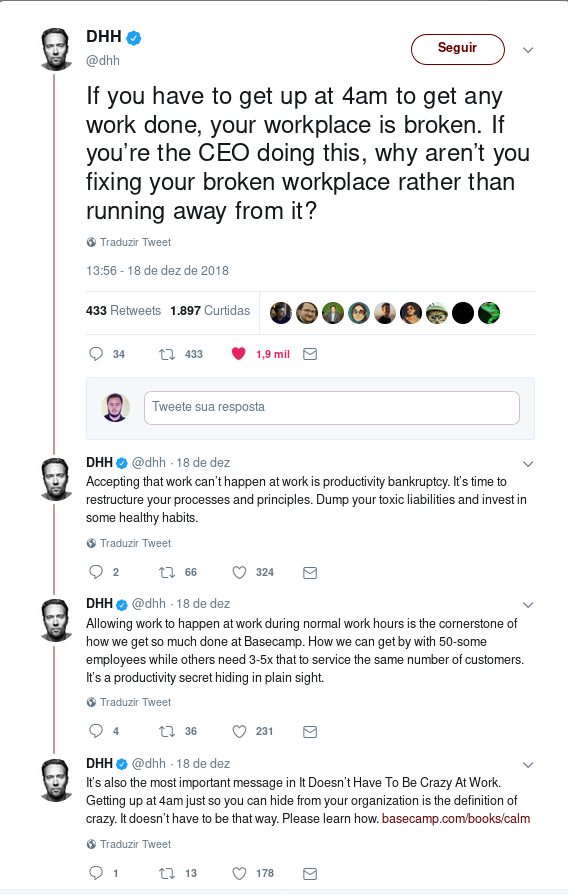 DHH
@dhh
Seguir
If you have to get up at 4am to get any
work done, your workplace is broken. If
you’re the CEO doing this, why aren’t you
fixing your broken workplace rather than
running away from it?
Traduzir Tweet
13:56 - 18 de dez de 2018
433 Retweets 1.897 Curtidas
34 433 1,9 mil
Tweete sua resposta
DHH @dhh · 18 de dez
Accepting that work can’t happen at work is productivity bankruptcy. It’s time to
restructure your processes and principles. Dump your toxic liabilities and invest in
some healthy habits.
Traduzir Tweet
2 66 324
DHH @dhh · 18 de dez
Allowing work to happen at work during normal work hours is the cornerstone of
how we get so much done at Basecamp. How we can get by with 50-some
employees while others need 3-5x that to service the same number of customers.
It’s a productivity secret hiding in plain sight.
Traduzir Tweet
4 36 231
DHH @dhh · 18 de dez
It’s also the most important message in It Doesn’t Have To Be Crazy At Work.
Getting up at 4am just so you can hide from your organization is the definition of
crazy. It doesn’t have to be that way. Please learn how. basecamp.com/books/calm
Traduzir Tweet
1 13 178